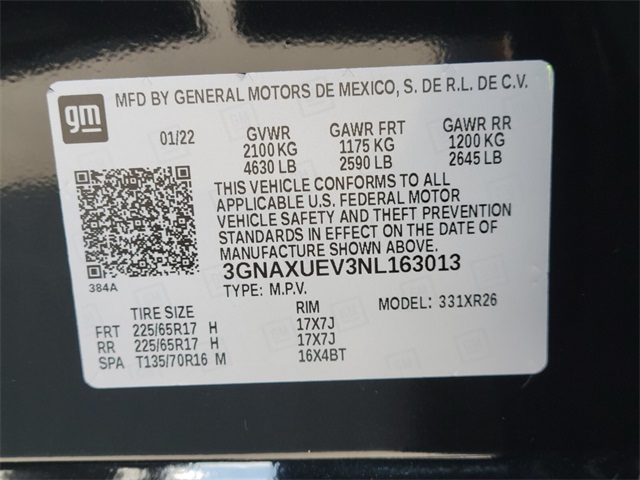 gm
MFD BY GENERAL MOTORS DE MEXICO, S. DE R.L. DE C.V.
01/22 GVWR GAWR FRT GAWR RR
2100 KG 1175 KG 1200 KG
4630 LB 2590 LB 2645 LB
THIS VEHICLE CONFORMS TO ALL
APPLICABLE U.S. FEDERAL MOTOR
VEHICLE SAFETY AND THEFT PREVENTION
STANDARDS IN EFFECT ON THE DATE OF
MANUFACTURE SHOWN ABOVE.
384A 3GNAXUEV3NL163013
TYPE: M.P.V.
TIRE SIZE RIM MODEL: 331XR26
FRT 225/65R17 H 17X7J
RR 225/65R17 H 17X7J
SPA T135/70R16 M 16X4BT